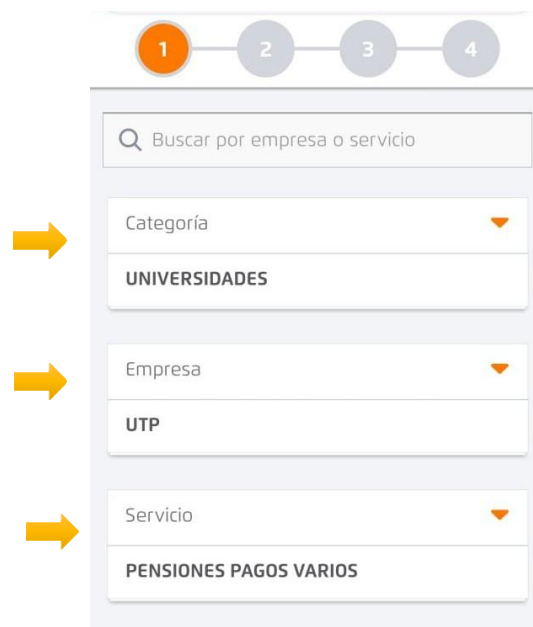 1 2 3 4
Buscar por empresa o servicio
Categoría
UNIVERSIDADES
Empresa
UTP
Servicio
PENSIONES PAGOS VARIOS